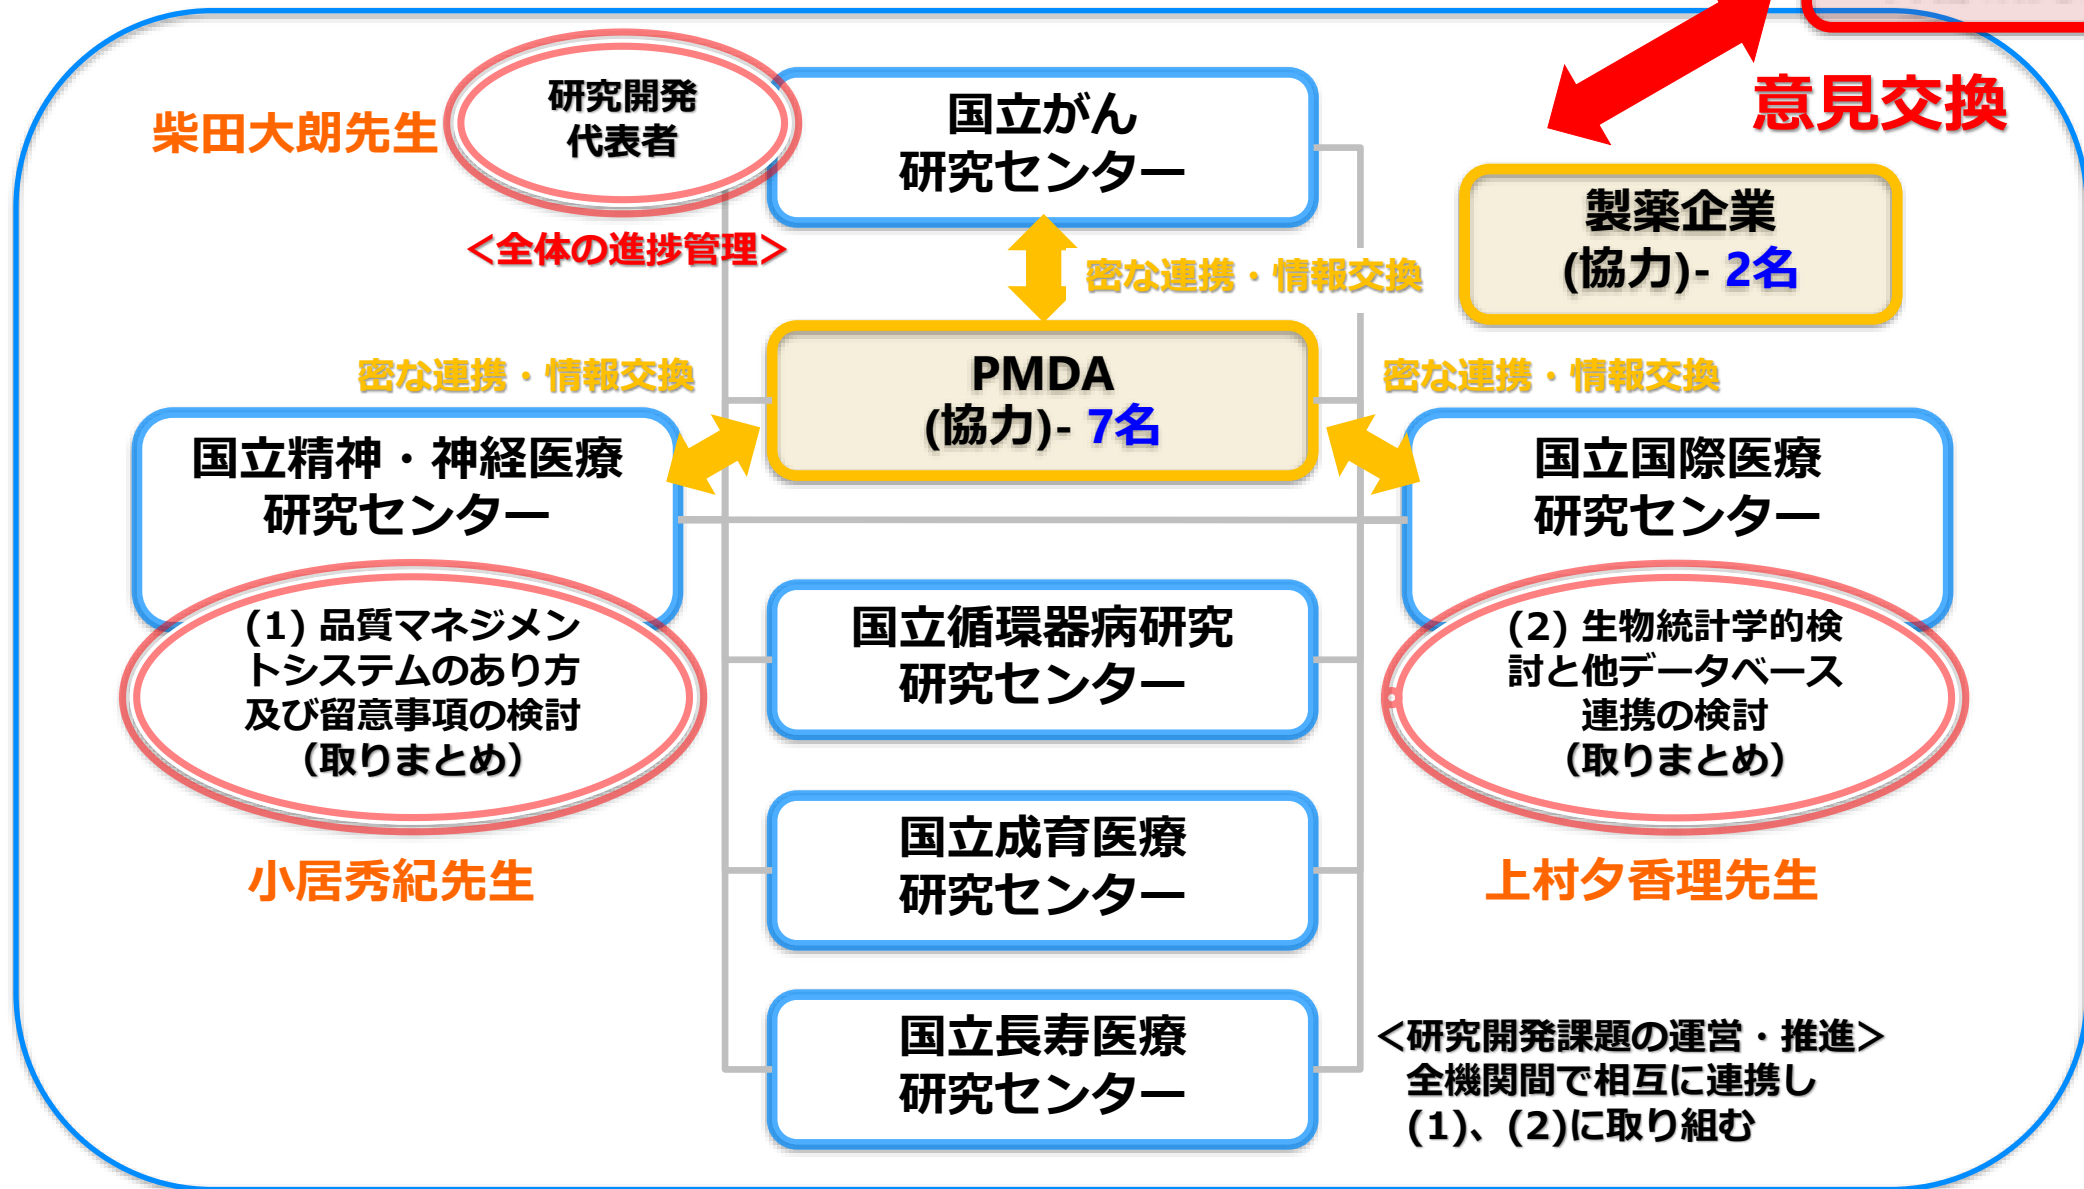 柴田大朗先生
研究開発
代表者
<全体の進捗管理>
国立がん
研究センター
意見交換
製薬企業
(協力)- 2名
密な連携・情報交換
密な連携・情報交換
PMDA
(協力)- 7名
密な連携・情報交換
国立精神・神経医療
研究センター
国立国際医療
研究センター
(1) 品質マネジメン
トシステムのあり方
及び留意事項の検討
（取りまとめ）
小居秀紀先生
国立循環器病研究
研究センター
(2) 生物統計学的検
討と他データベース
連携の検討
（取りまとめ）
上村夕香理先生
国立成育医療
研究センター
国立長寿医療
研究センター
<研究開発課題の運営・推進>
全機関間で相互に連携し
(1)、(2)に取り組む